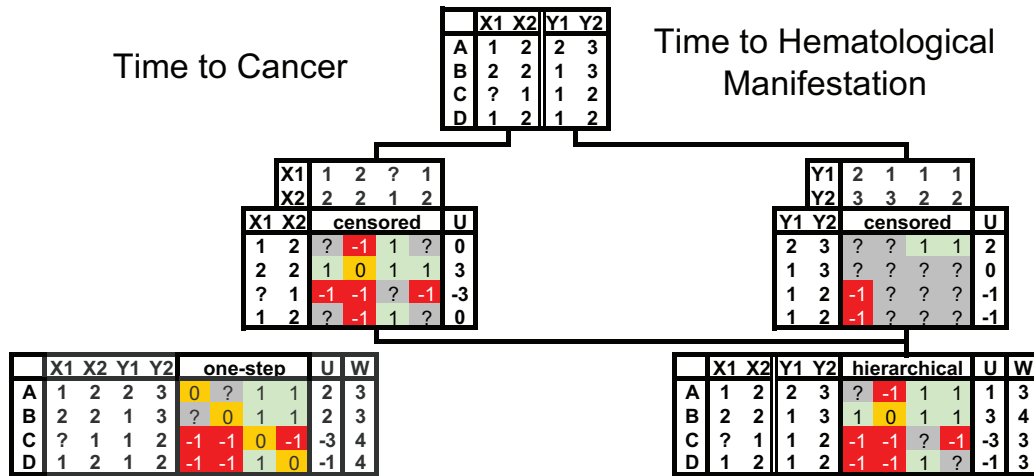 X1 X2 Y1 Y2
Time to Cancer
Time to Hematological
Manifestation
A 1 2 2 3
B 2 2 1 3
C ? 1 1 2
D 1 2 1 2
X1 1 2 ? 1
X2 2 2 1 2
X1 X2 censored U
1 2 ? -1 1 ? 0
2 2 1 0 1 1 3
? 1 -1 -1 ? -1 -3
1 2 ? -1 1 ? 0
Y1 2 1 1 1
Y2 3 3 2 2
Y1 Y2 censored U
2 3 ? ? 1 1 2
1 3 ? ? ? ? 0
1 2 -1 ? ? ? -1
1 2 -1 ? ? ? -1
X1 X2 Y1 Y2 one-step U W
A 1 2 2 3 0 ? 1 1 2 3
B 2 2 1 3 ? 0 1 1 2 3
C ? 1 1 2 -1 -1 0 -1 -3 4
D 1 2 1 2 -1 -1 1 0 -1 4
X1 X2 Y1 Y2 hierarchical U W
A 1 2 2 3 ? -1 1 1 1 3
B 2 2 1 3 1 0 1 1 3 4
C ? 1 1 2 -1 -1 ? -1 -3 3
D 1 2 1 2 -1 -1 1 ? -1 3